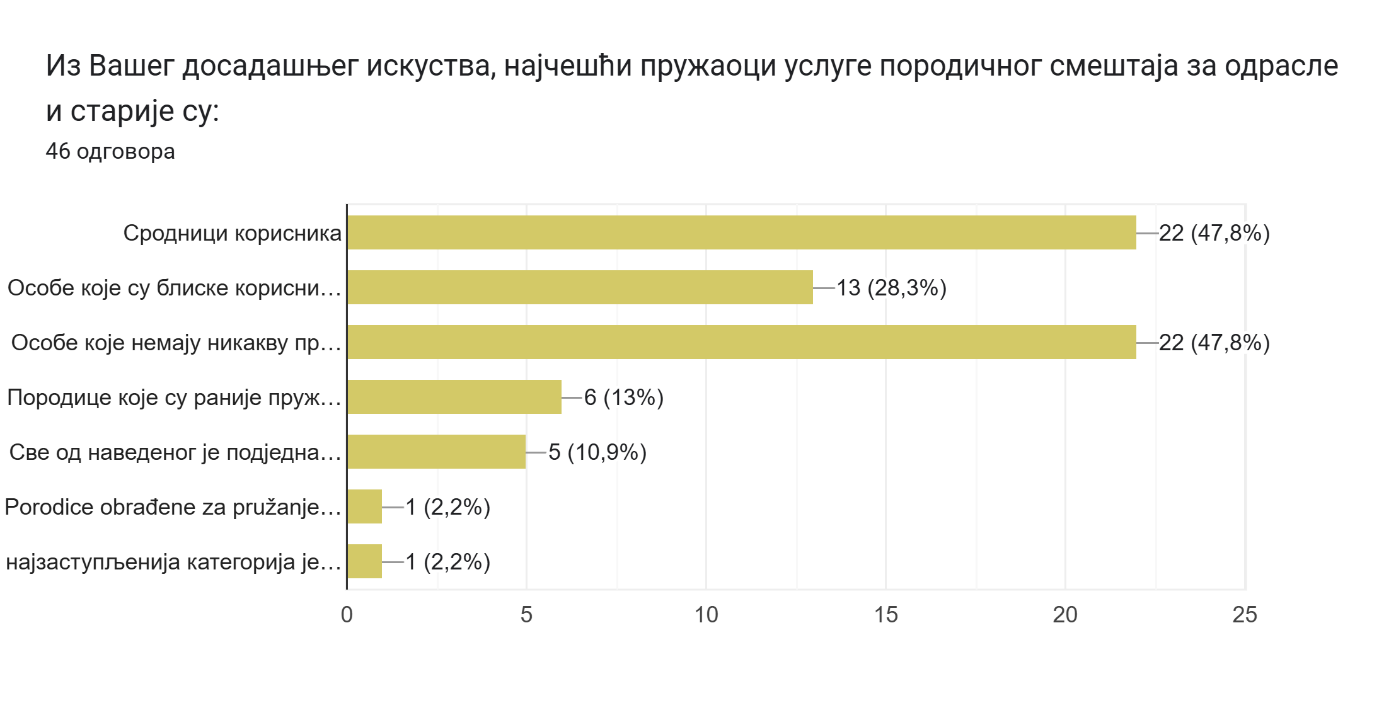 Из Вашег досадашњег искуства, најчешћи пружаоци услуге породичног смештаја за одрасле
и старије су:
46 одговора
Сродници корисника 22 (47,8%)
Особе које су блиске корисни… 13 (28,3%)
Особе које немају никакву пр… 22 (47,8%)
Породице које су раније пруж… 6 (13%)
Све од наведеног је подједна… 5 (10,9%)
Porodice obrađene za pružanje… 1 (2,2%)
најзаступљенија категорија је… 1 (2,2%)
0 5 10 15 20 25